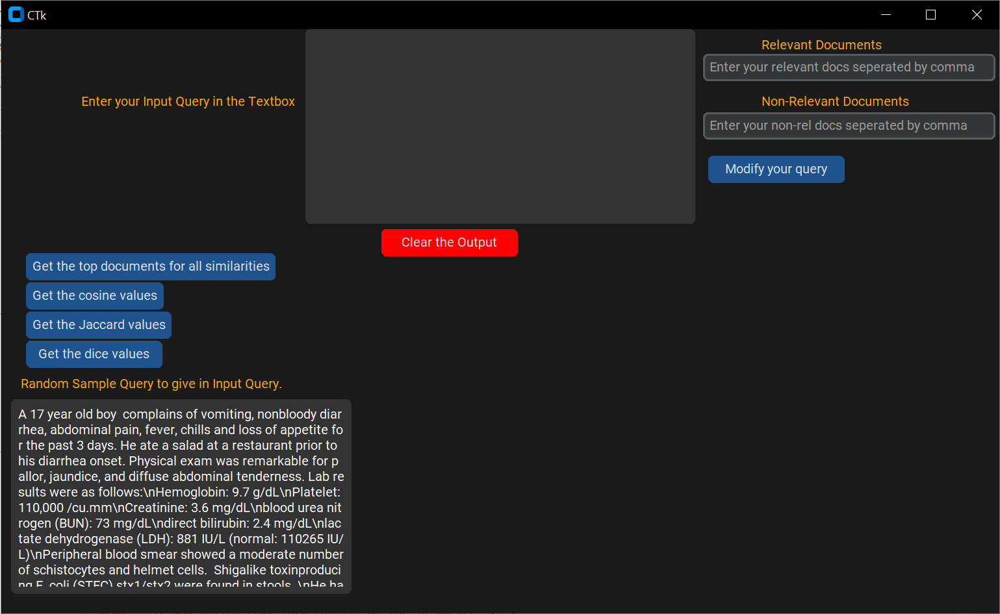 CTk
Relevant Documents
Enter your relevant docs seperated by comma
Enter your Input Query in the Textbox
Non-Relevant Documents
Enter your non-rel docs seperated by comma
Modify your query
Clear the Output
Get the top documents for all similarities
Get the cosine values
Get the Jaccard values
Get the dice values
Random Sample Query to give in Input Query.
A 17 year old boy  complains of vomiting, nonbloody diar
rhea, abdominal pain, fever, chills and loss of appetite fo
r the past 3 days. He ate a salad at a restaurant prior to
his diarrhea onset. Physical exam was remarkable for p
allor, jaundice, and diffuse abdominal tenderness. Lab re
sults were as follows:\nHemoglobin: 9.7 g/dL\nPlatelet:
110,000 /cu.mm\nCreatinine: 3.6 mg/dL\nblood urea nit
rogen (BUN): 73 mg/dL\ndirect bilirubin: 2.4 mg/dL\nlac
tate dehydrogenase (LDH): 881 IU/L (normal: 110265 IU/
L)\nPeripheral blood smear showed a moderate number
of schistocytes and helmet cells.  Shigalike toxinproduci
ng E. coli (STEC) stx1/stx2 were found in stools. \nHe ha